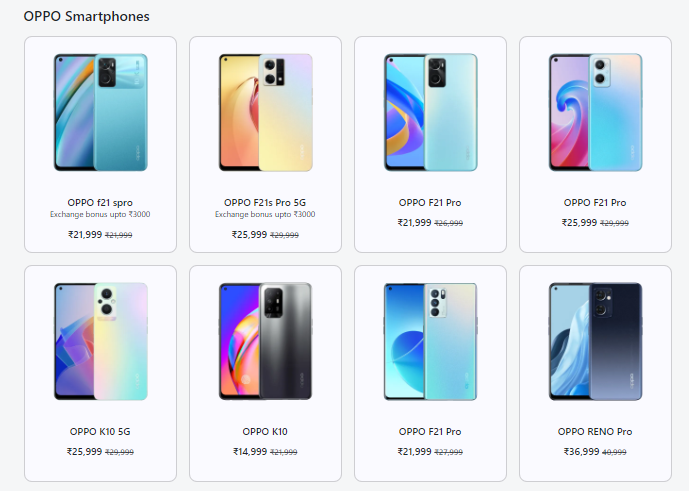 OPPO Smartphones
OPPO f21 spro
Exchange bonus upto ₹3000
₹21,999 ₹21,999
OPPO F21s Pro 5G
Exchange bonus upto ₹3000
₹25,999 ₹29,999
OPPO F21 Pro
₹21,999 ₹26,999
OPPO F21 Pro
₹25,999 ₹29,999
OPPO K10 5G
₹25,999 ₹29,999
OPPO K10
₹14,999 ₹21,999
OPPO F21 Pro
₹21,999 ₹27,999
OPPO RENO Pro
₹36,999 40,999